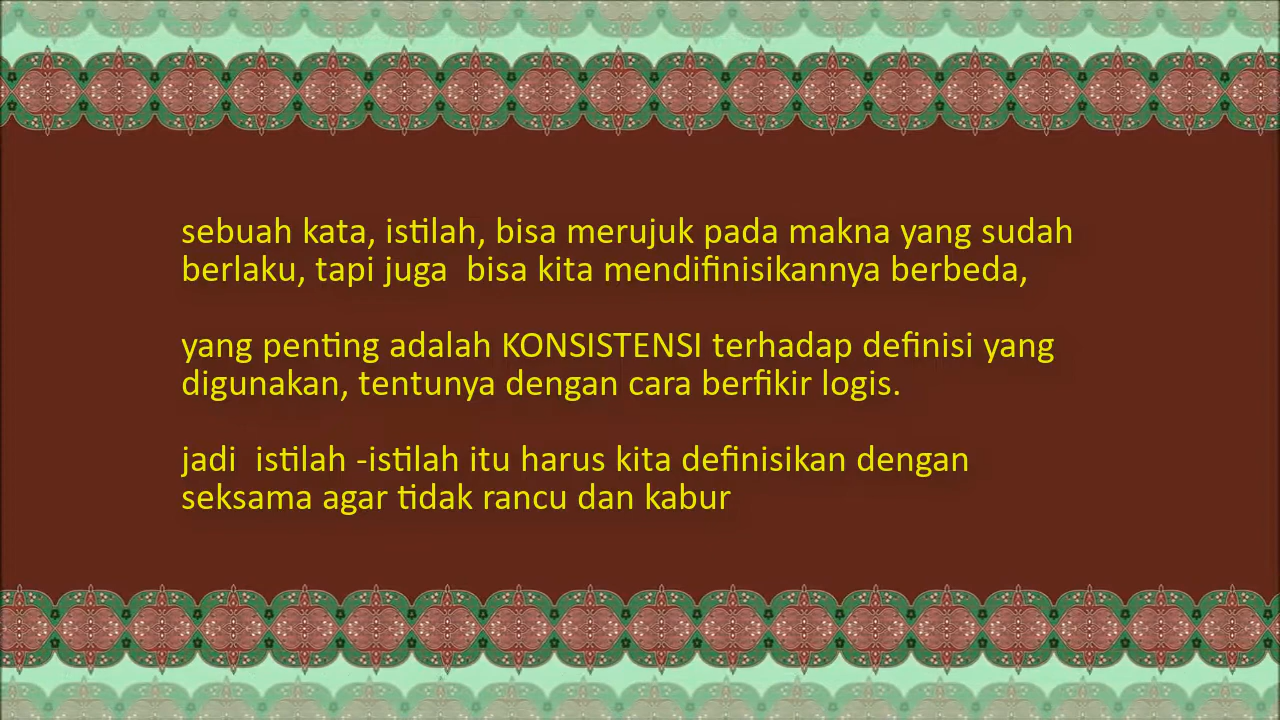 sebuah kata, istilah, bisa merujuk pada makna yang sudah
berlaku, tapi juga  bisa kita mendifinisikannya berbeda,
yang penting adalah KONSISTENSI terhadap definisi yang
digunakan, tentunya dengan cara berfikir logis.
jadi  istilah -istilah itu harus kita definisikan dengan
seksama agar tidak rancu dan kabur